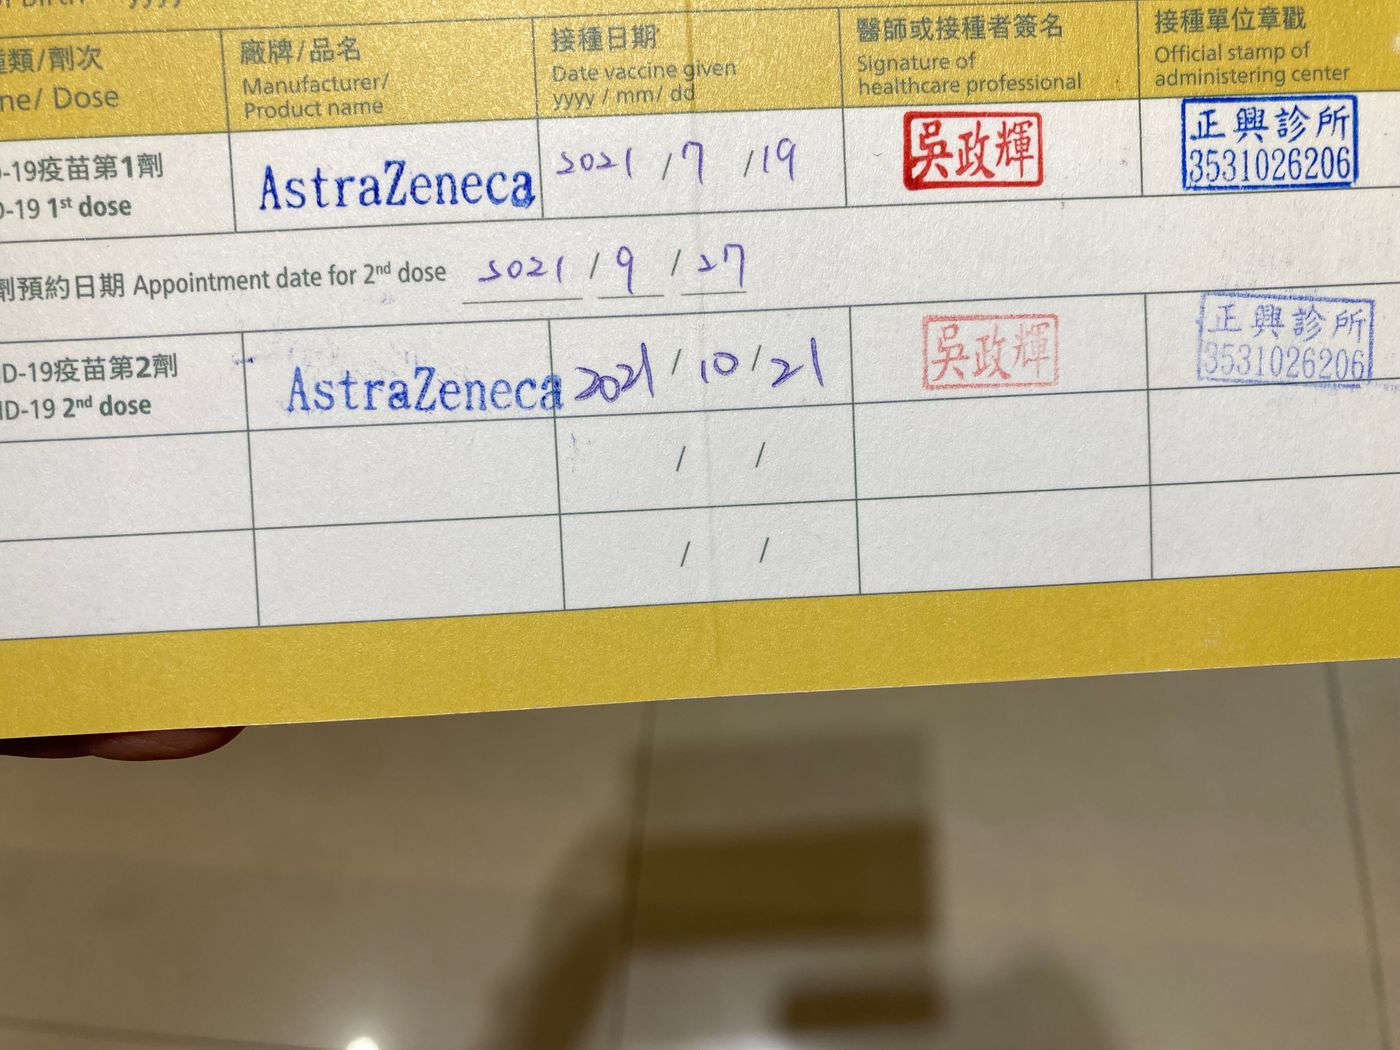 of Birth yyyy
種類/劑次
ne/ Dose
廠牌/品名
Manufacturer/
Product name
接種日期
Date vaccine given
yyyy / mm/ dd
醫師或接種者簽名
Signature of
healthcare professional
接種單位章戳
Official stamp of
administering center
-19疫苗第1劑
D-19 1st dose
AstraZeneca
2021 / 7 / 19
吳政輝
正興診所
3531026206
劑預約日期 Appointment date for 2nd dose 2021 / 9 / 27
ID-19疫苗第2劑
ID-19 2nd dose
AstraZeneca
2021 / 10 / 21
吳政輝
正興診所
3531026206
/ /
/ /